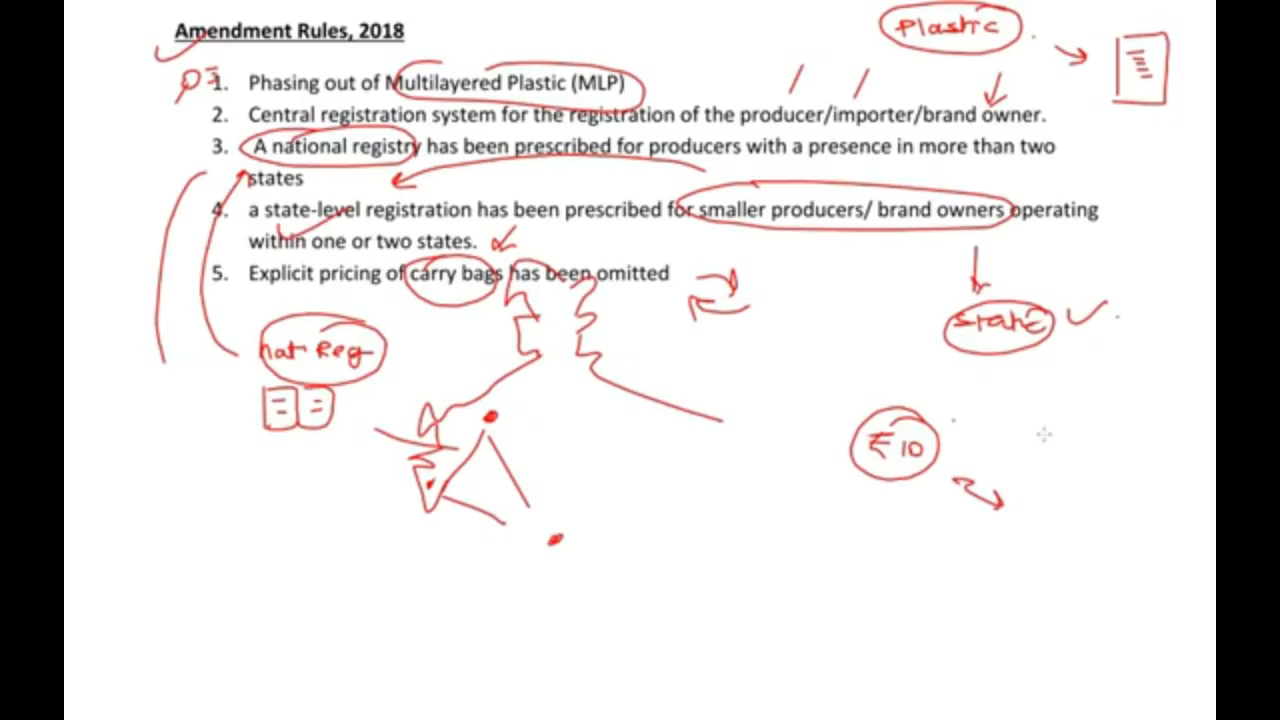 Amendment Rules, 2018
Plastic
1. Phasing out of Multilayered Plastic (MLP)
2. Central registration system for the registration of the producer/importer/brand owner.
3. A national registry has been prescribed for producers with a presence in more than two
states
4. a state-level registration has been prescribed for smaller producers/ brand owners operating
within one or two states.
5. Explicit pricing of carry bags has been omitted
State
nat Reg
₹10